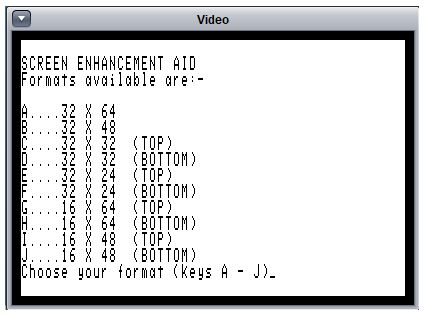 Video
SCREEN ENHANCEMENT AID
Formats available are:-
A....32 X 64
B....32 X 48
C....32 X 32 (TOP)
D....32 X 32 (BOTTOM)
E....32 X 24 (TOP)
F....32 X 24 (BOTTOM)
G....16 X 64 (TOP)
H....16 X 64 (BOTTOM)
I....16 X 48 (TOP)
J....16 X 48 (BOTTOM)
Choose your format (keys A - J)_